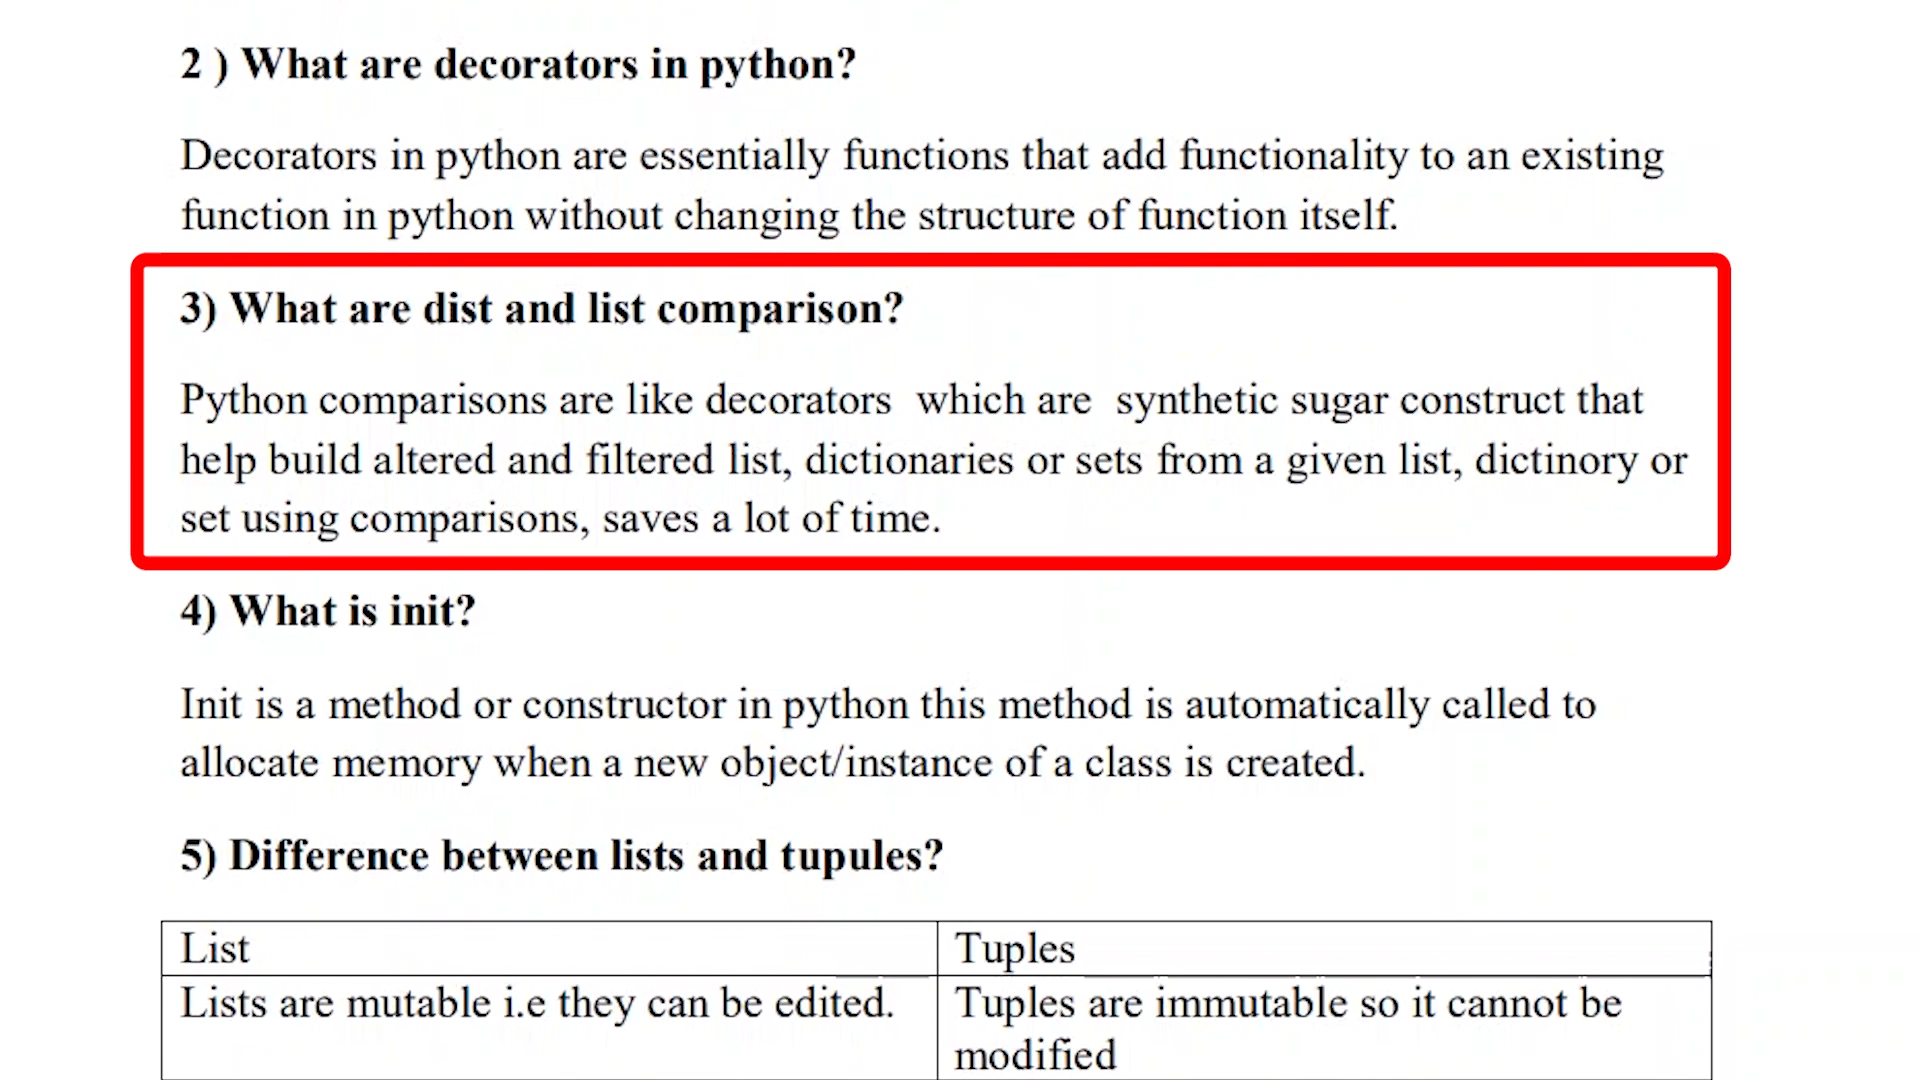 2 ) What are decorators in python?
Decorators in python are essentially functions that add functionality to an existing
function in python without changing the structure of function itself.
3) What are dist and list comparison?
Python comparisons are like decorators  which are  synthetic sugar construct that
help build altered and filtered list, dictionaries or sets from a given list, dictinory or
set using comparisons, saves a lot of time.
4) What is init?
Init is a method or constructor in python this method is automatically called to
allocate memory when a new object/instance of a class is created.
5) Difference between lists and tupules?
List
Tuples
Lists are mutable i.e they can be edited.
Tuples are immutable so it cannot be
modified